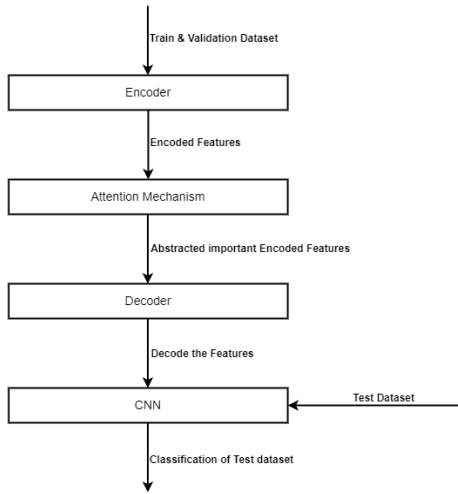 Train & Validation Dataset
Encoder
Encoded Features
Attention Mechanism
Abstracted important Encoded Features
Decoder
Decode the Features
CNN
Test Dataset
Classification of Test dataset